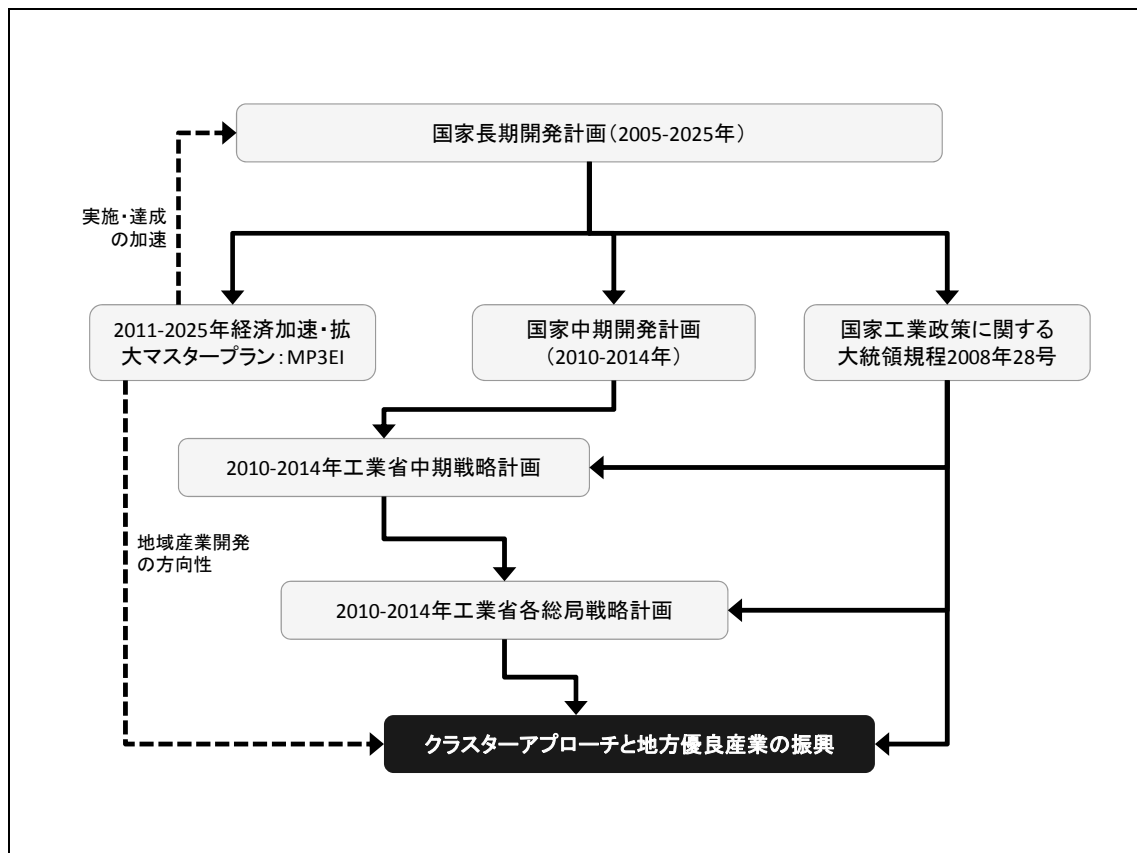 国家長期開発計画（2005-2025年）
実施・達成
の加速
2011-2025年経済加速・拡
大マスタープラン：MP3EI
国家中期開発計画
（2010-2014年）
国家工業政策に関する
大統領規程2008年28号
2010-2014年工業省中期戦略計画
地域産業開発
の方向性
2010-2014年工業省各総局戦略計画
クラスターアプローチと地方優良産業の振興